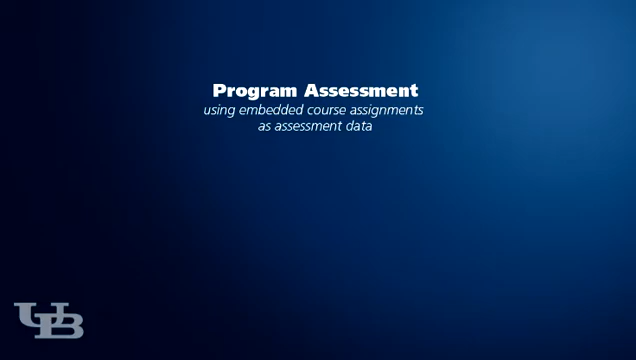 Program Assessment
using embedded course assignments
as assessment data
UB